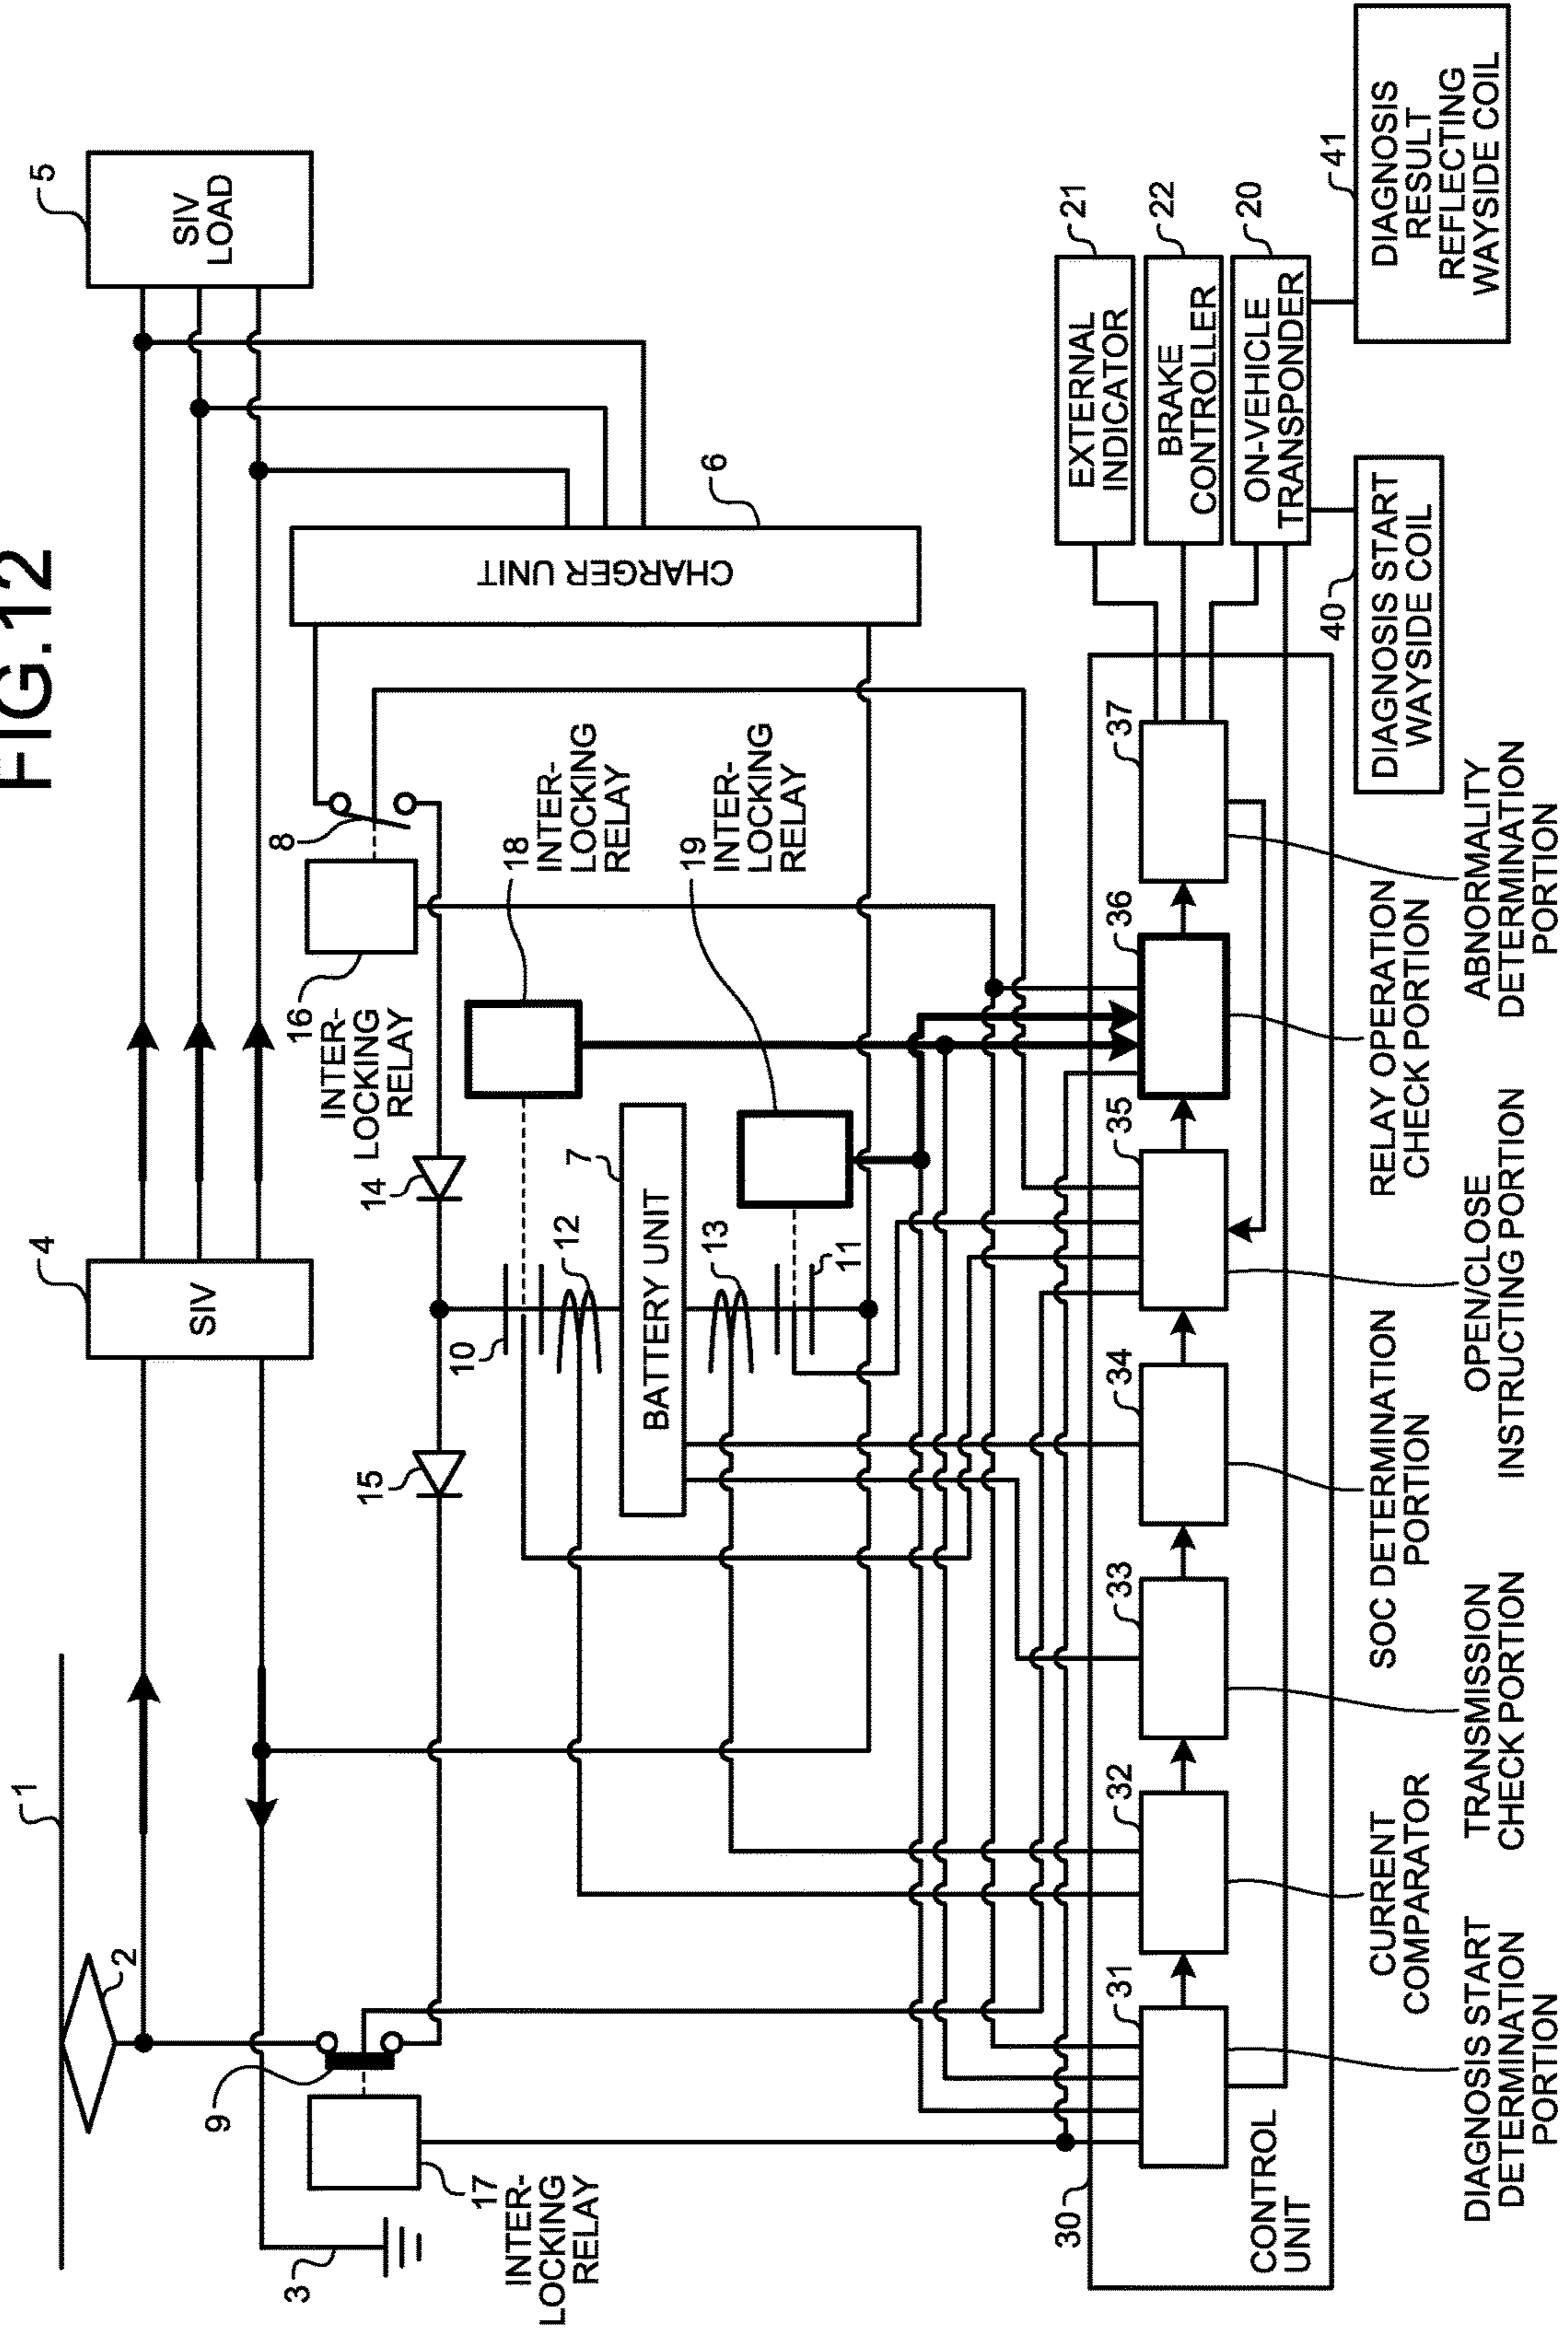 FIG.12
1
2
3
4
SIV
5
SIV
LOAD
6
CHARGER UNIT
8
16
INTER-
LOCKING
RELAY
14
15
9
17
INTER-
LOCKING
RELAY
18
INTER-
LOCKING
RELAY
19
INTER-
LOCKING
RELAY
10
12
7
BATTERY UNIT
13
11
21
EXTERNAL
INDICATOR
22
BRAKE
CONTROLLER
20
ON-VEHICLE
TRANSPONDER
41
DIAGNOSIS
RESULT
REFLECTING
WAYSIDE COIL
40
DIAGNOSIS START
WAYSIDE COIL
30
CONTROL
UNIT
31
32
33
34
35
36
37
DIAGNOSIS START
DETERMINATION
PORTION
CURRENT
COMPARATOR
TRANSMISSION
CHECK PORTION
SOC DETERMINATION
PORTION
OPEN/CLOSE
INSTRUCTING PORTION
RELAY OPERATION
CHECK PORTION
ABNORMALITY
DETERMINATION
PORTION